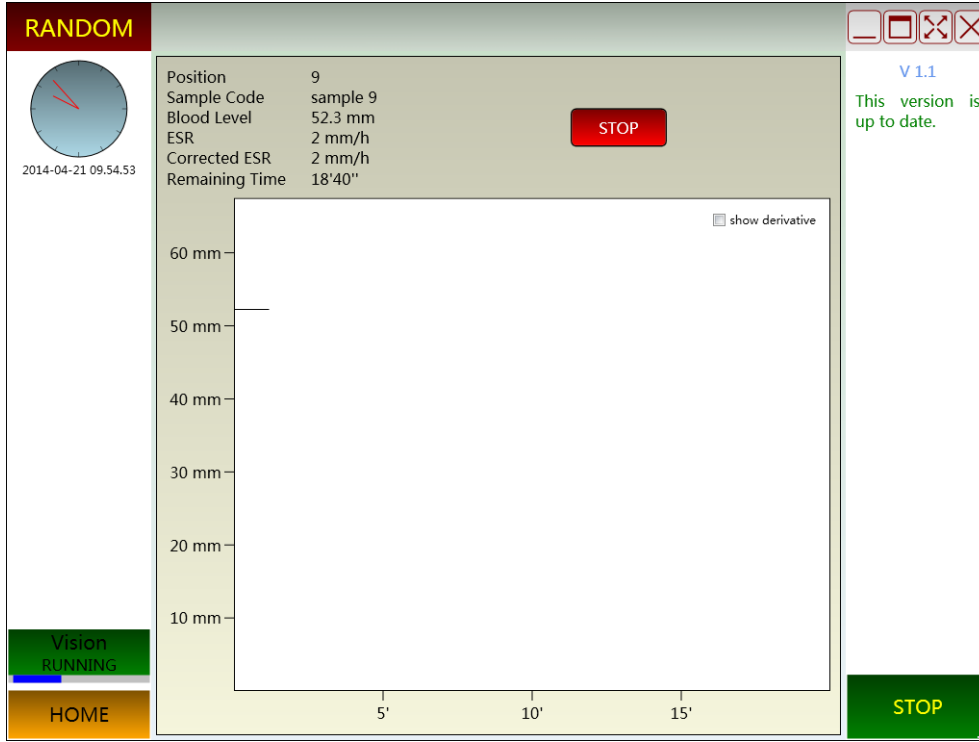 RANDOM
2014-04-21 09.54.53
Position 9
Sample Code sample 9
Blood Level 52.3 mm
ESR 2 mm/h
Corrected ESR 2 mm/h
Remaining Time 18'40''
STOP
show derivative
60 mm
50 mm
40 mm
30 mm
20 mm
10 mm
5' 10' 15'
V 1.1
This version is
up to date.
Vision
RUNNING
HOME
STOP